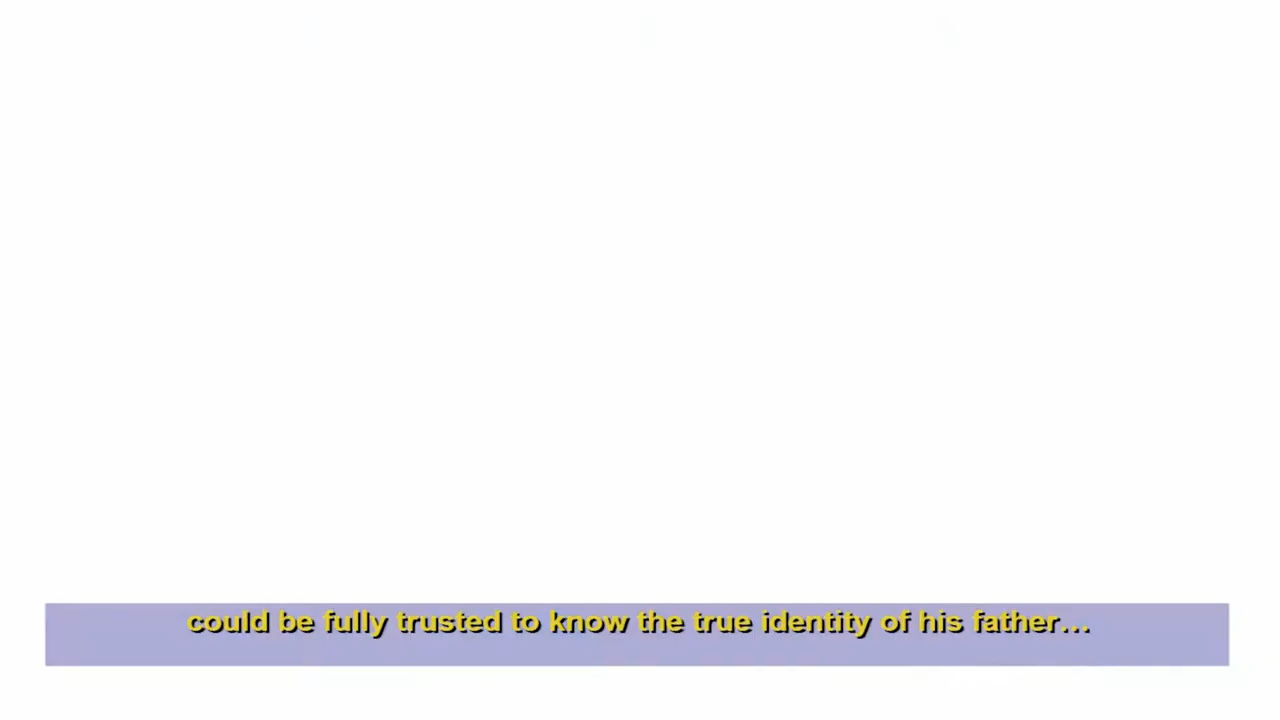 could be fully trusted to know the true identity of his father...